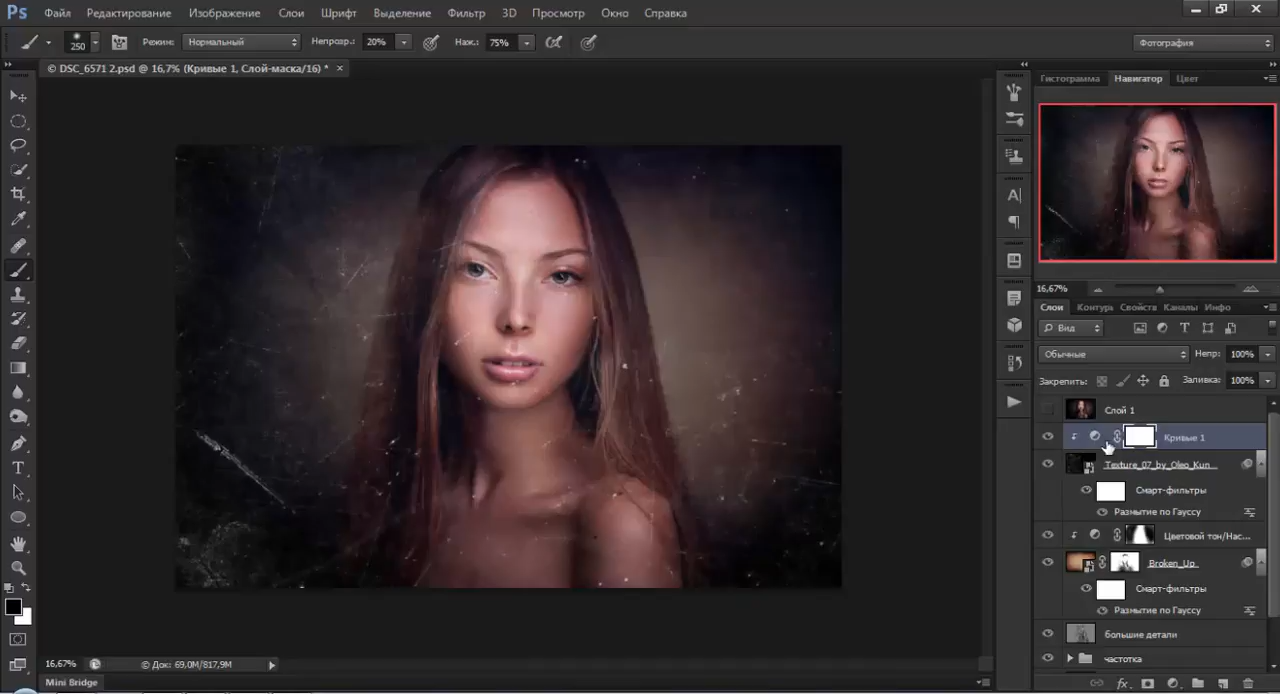 Ps Файл Редактирование Изображение Слои Шрифт Выделение Фильтр 3D Просмотр Окно Справка
250 Режим: Нормальный Непрозр.: 20% Наж.: 75% Фотография
© DSC_6571 2.psd @ 16,7% (Кривые 1, Слой-маска/16) * ×
Гистограмма Навигатор Цвет
16,67%
Слои Контура Свойств Каналы Инфо
Вид
Обычные Непр: 100%
Закрепить: Заливка: 100%
Слой 1
Кривые 1
Texture_07_by_Oleo_Kun...
Смарт-фильтры
Размытие по Гауссу
Цветовой тон/Нас...
Broken_Up
Смарт-фильтры
Размытие по Гауссу
большие детали
частотка
16,67% © Док: 69,0M/817,9M
Mini Bridge